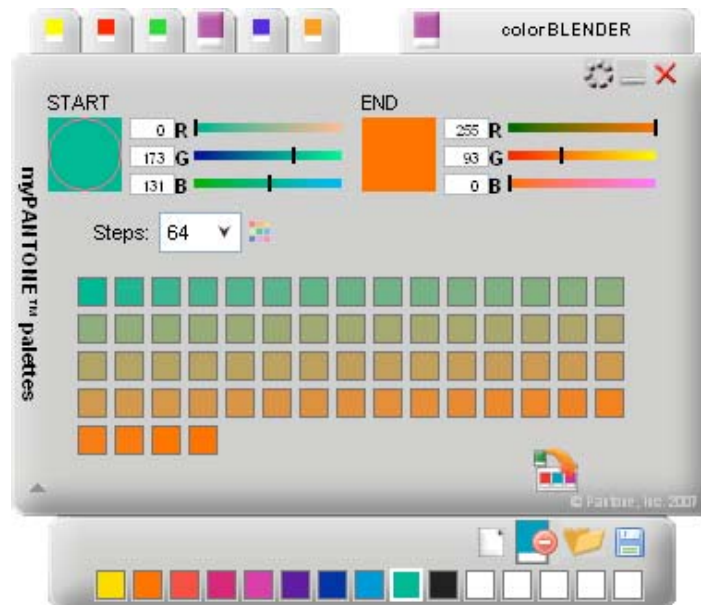 colorBLENDER
START
END
0 R
255 R
173 G
93 G
131 B
0 B
myPANTONE™ palettes
Steps: 64
© Pantone, Inc. 2007